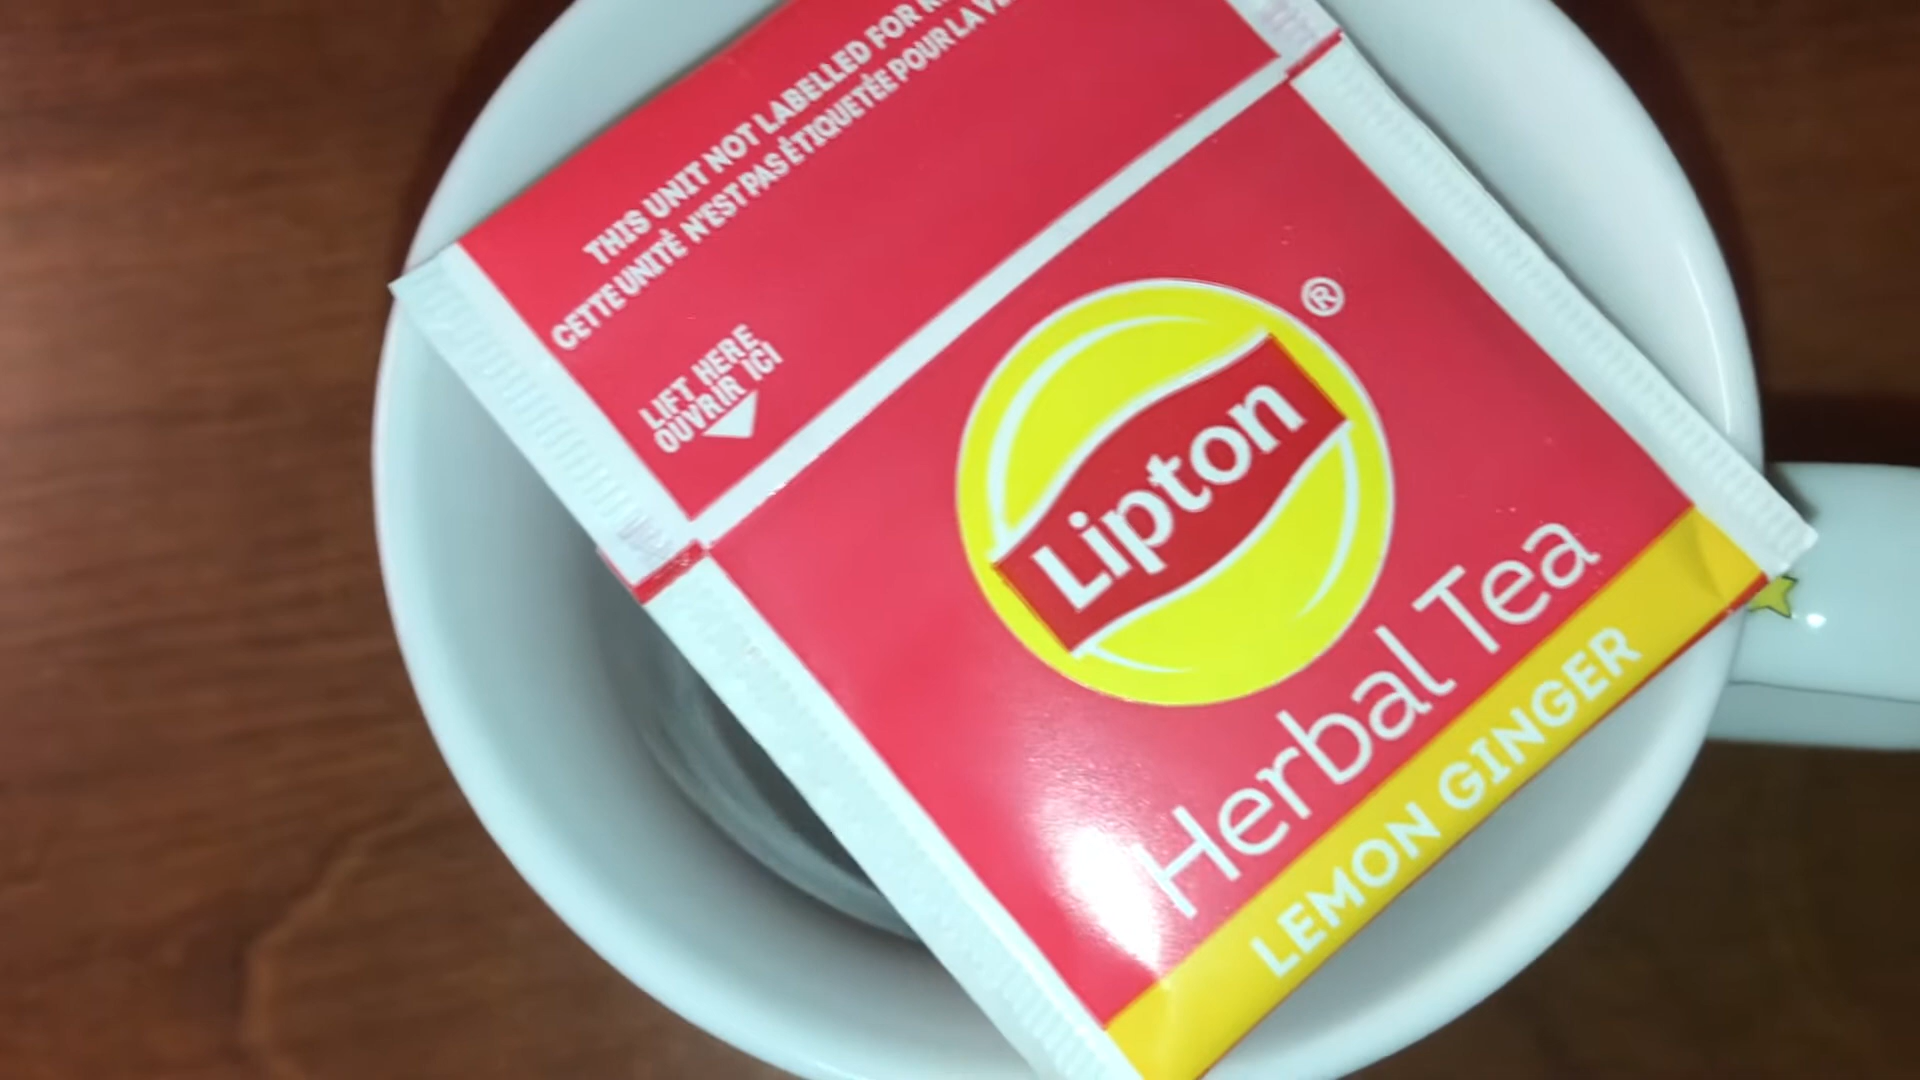 THIS UNIT NOT LABELLED FOR
CETTE UNITÉ N'EST PAS ÉTIQUETÉE POUR LA
LIFT HERE
OUVRIR ICI
Lipton®
Herbal Tea
LEMON GINGER